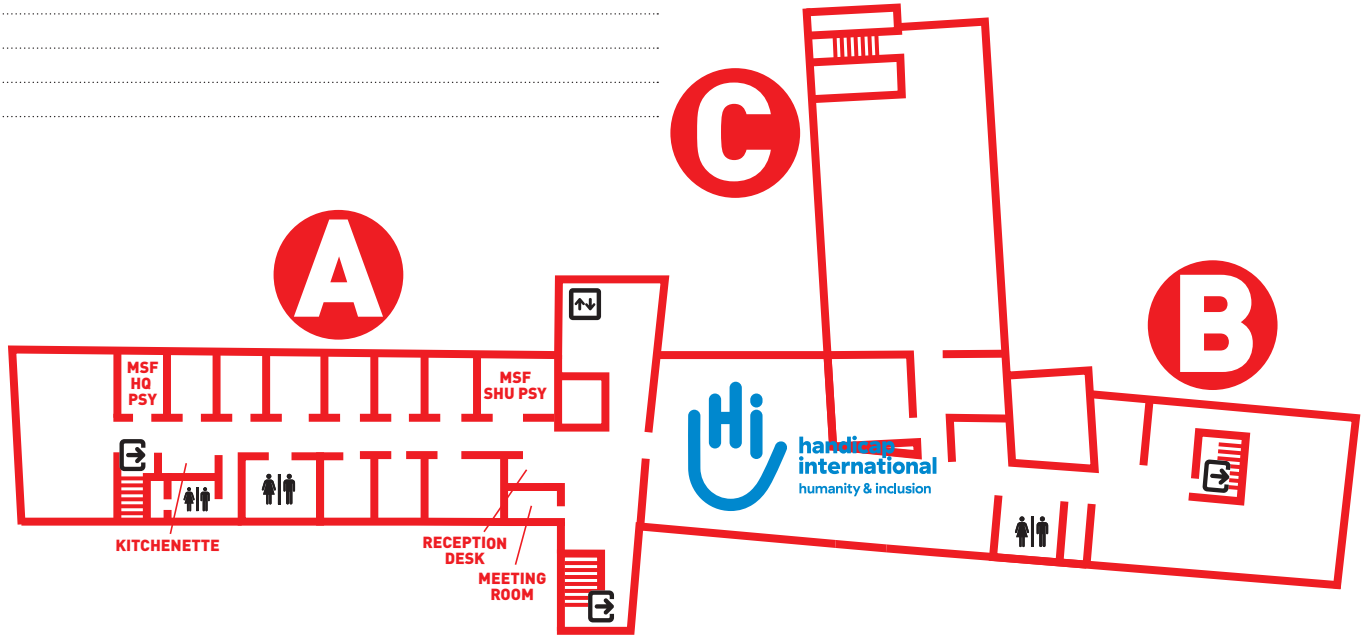 C
A
B
MSF
HQ
PSY
MSF
SHU PSY
Hi
handicap
international
humanity & inclusion
KITCHENETTE
RECEPTION
DESK
MEETING
ROOM